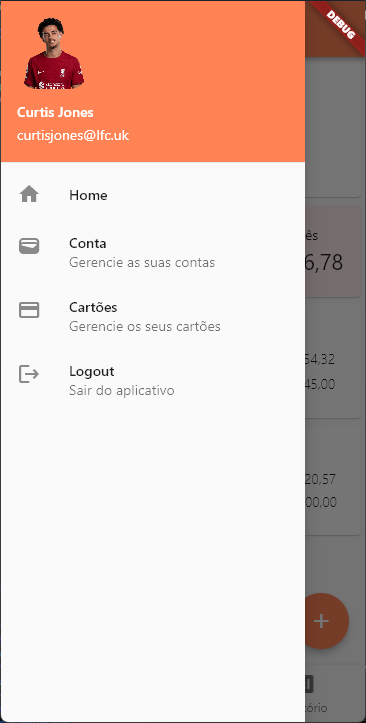 DEBUG
Curtis Jones
curtisjones@lfc.uk
Home
Conta
Gerencie as suas contas
Cartões
Gerencie os seus cartões
Logout
Sair do aplicativo
ês
6,78
54,32
45,00
20,57
00,00
+
tório